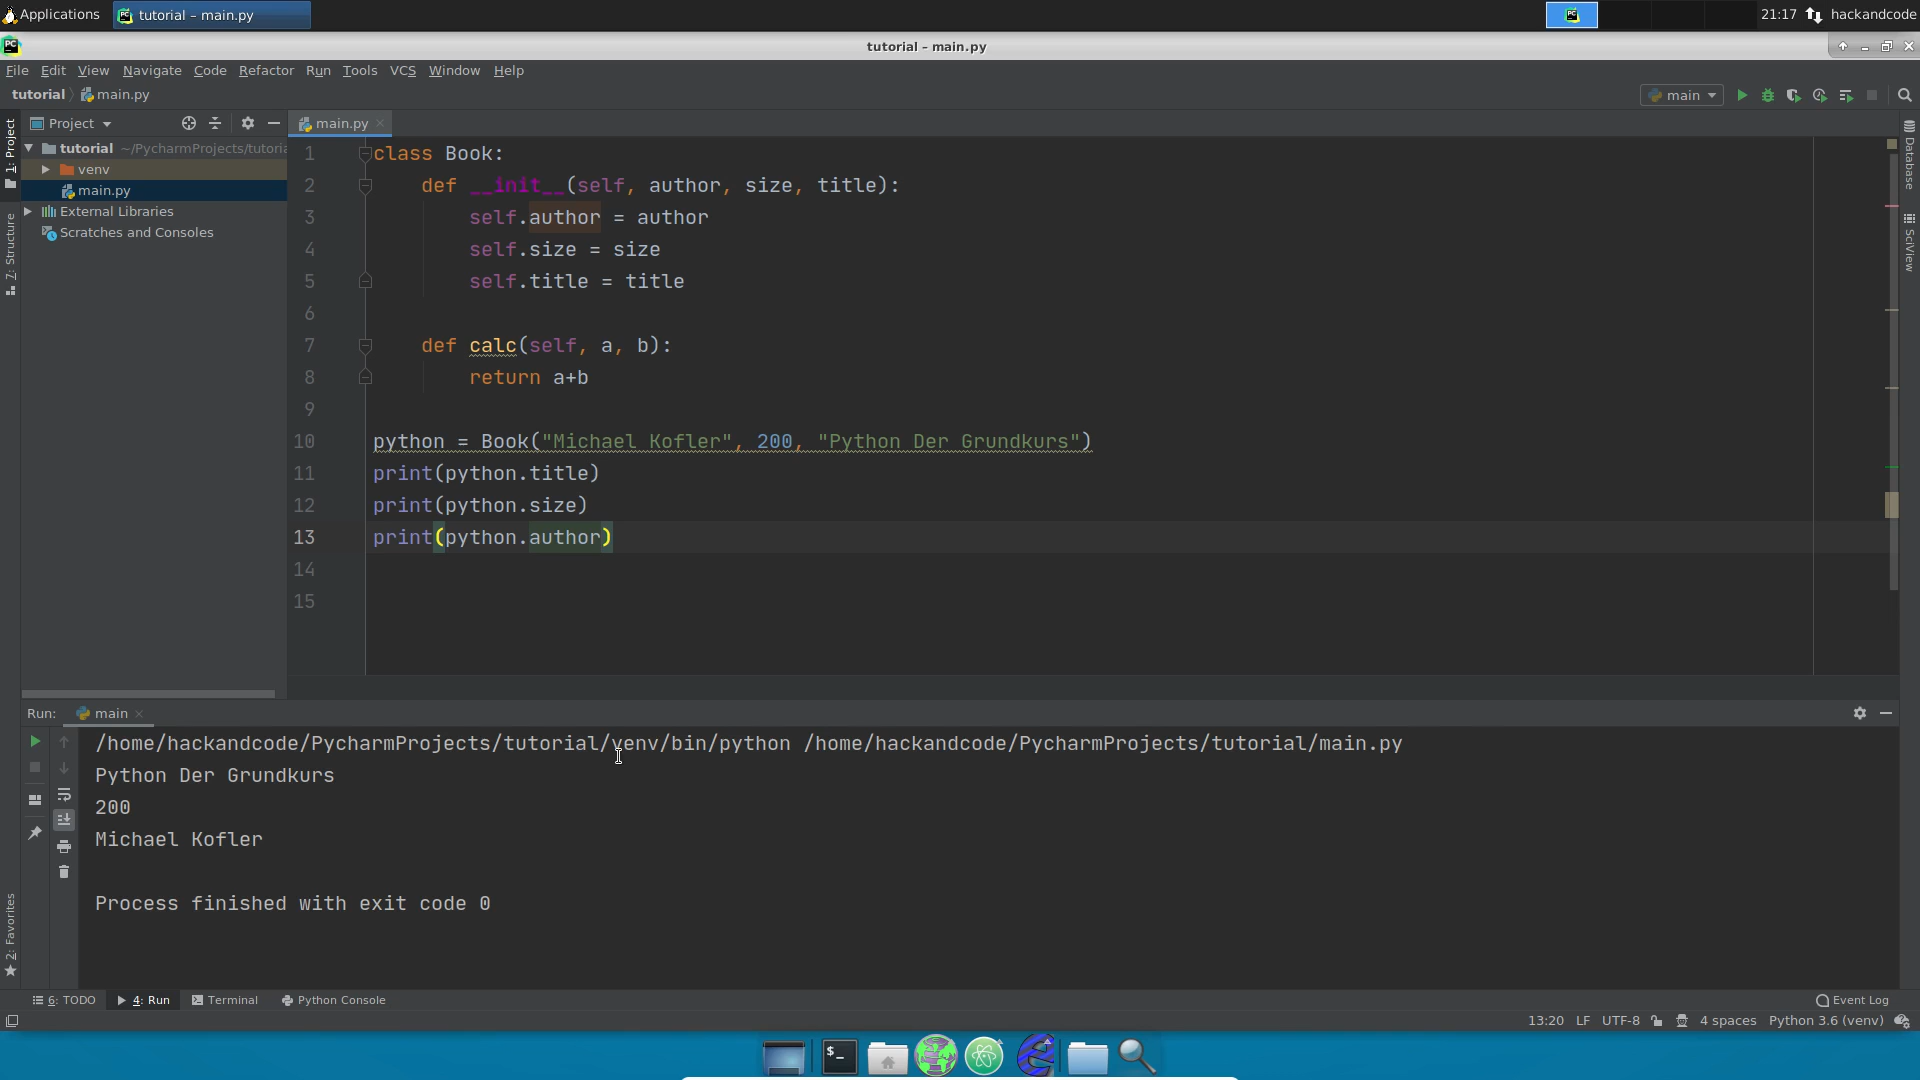 Applications tutorial – main.py 21:17 hackandcode
tutorial – main.py
File Edit View Navigate Code Refactor Run Tools VCS Window Help
tutorial main.py main
Project main.py
1: Project
7: Structure
2: Favorites
Database
SciView
tutorial ~/PycharmProjects/tutoria
venv
main.py
External Libraries
Scratches and Consoles
1 class Book:
2 def __init__(self, author, size, title):
3 self.author = author
4 self.size = size
5 self.title = title
6
7 def calc(self, a, b):
8 return a+b
9
10 python = Book("Michael Kofler", 200, "Python Der Grundkurs")
11 print(python.title)
12 print(python.size)
13 print(python.author)
14
15
Run: main
/home/hackandcode/PycharmProjects/tutorial/venv/bin/python /home/hackandcode/PycharmProjects/tutorial/main.py
Python Der Grundkurs
200
Michael Kofler
Process finished with exit code 0
6: TODO 4: Run Terminal Python Console Event Log
13:20 LF UTF-8 4 spaces Python 3.6 (venv)